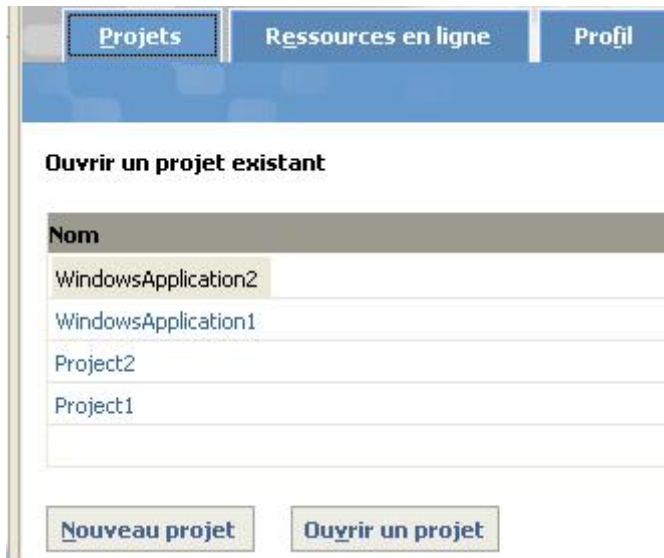 Projets Ressources en ligne Profil
Ouvrir un projet existant
Nom
WindowsApplication2
WindowsApplication1
Project2
Project1
Nouveau projet Ouvrir un projet